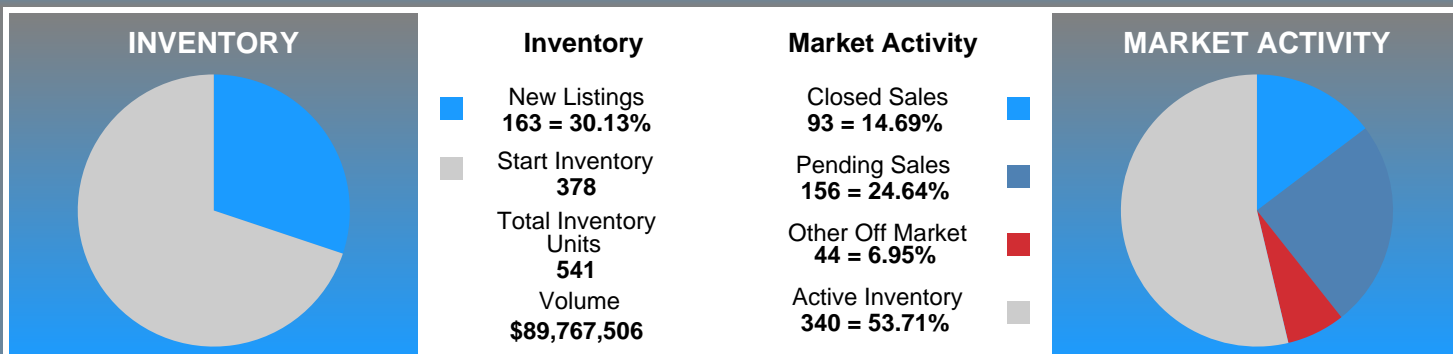 INVENTORY
Inventory
New Listings
163 = 30.13%
Start Inventory
378
Total Inventory
Units
541
Volume
$89,767,506
Market Activity
Closed Sales
93 = 14.69%
Pending Sales
156 = 24.64%
Other Off Market
44 = 6.95%
Active Inventory
340 = 53.71%
MARKET ACTIVITY